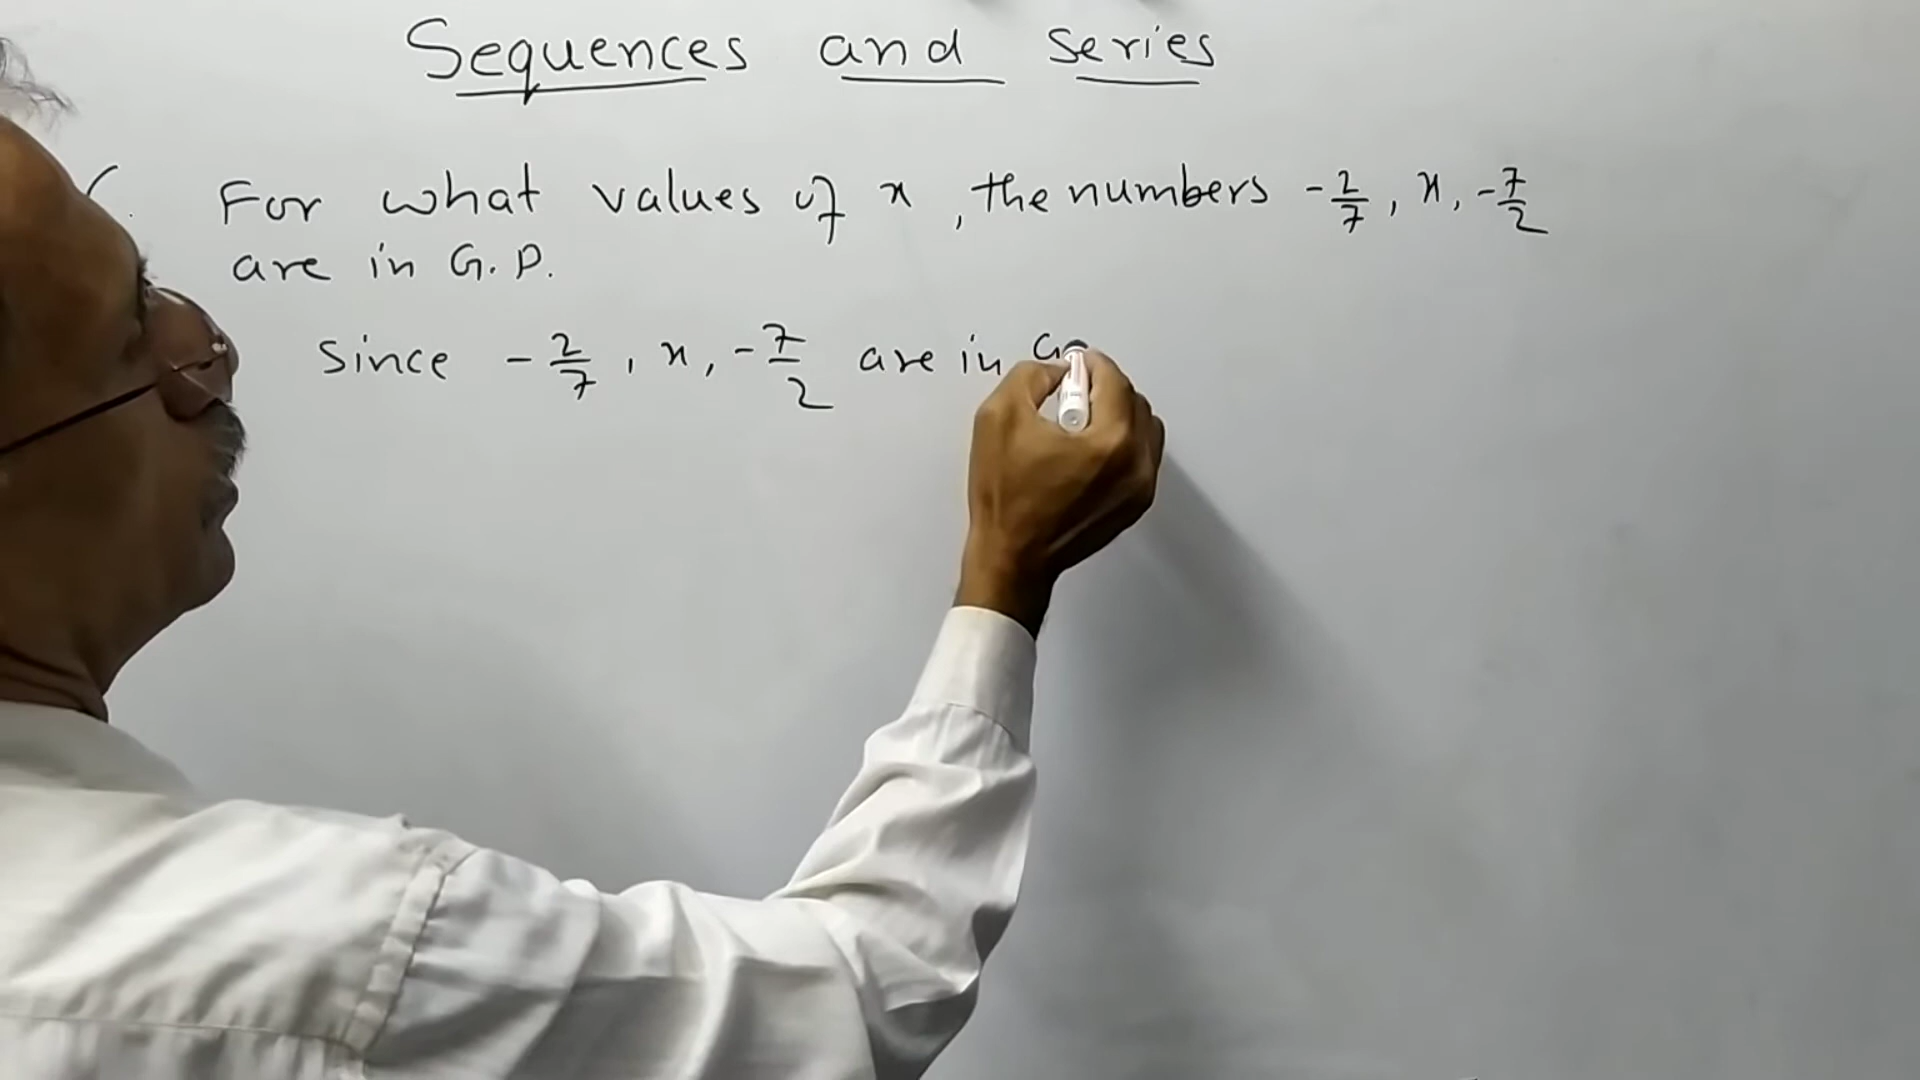 Sequences and series
For what values of x, the numbers -2/7, x, -7/2
are in G.P.
Since -2/7, x, -7/2 are in G